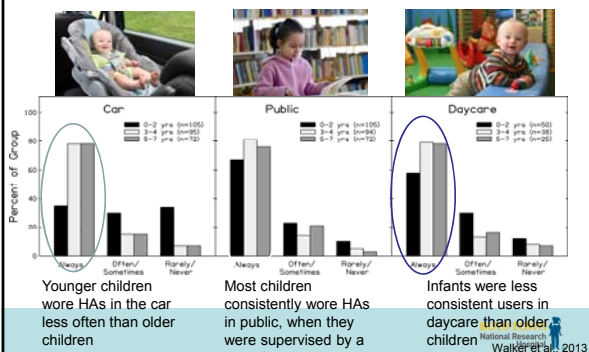 Car
Public
Daycare
0-2 yrs (n=105)
3-4 yrs (n=95)
5-7 yrs (n=72)
0-2 yrs (n=105)
3-4 yrs (n=94)
5-7 yrs (n=72)
0-2 yrs (n=50)
3-4 yrs (n=38)
5-7 yrs (n=25)
Percent of Group
100
80
60
40
20
0
Always
Often/
Sometimes
Rarely/
Never
Always
Often/
Sometimes
Rarely/
Never
Always
Often/
Sometimes
Rarely/
Never
Younger children
wore HAs in the car
less often than older
children
Most children
consistently wore HAs
in public, when they
were supervised by a
Infants were less
consistent users in
daycare than older
children
National Research
Hospital
Walker et al., 2013